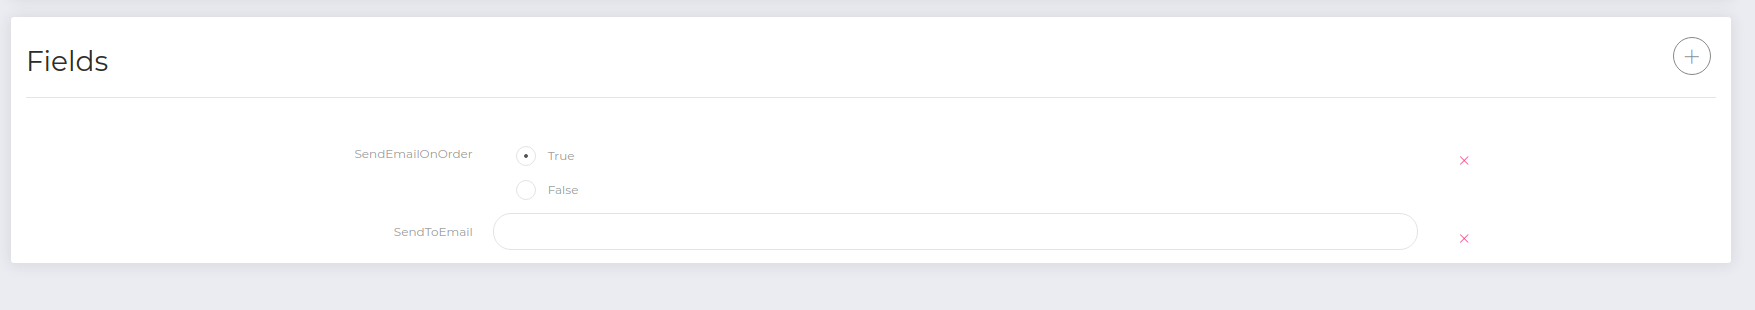 Fields
SendEmailOnOrder
True
False
SendToEmail